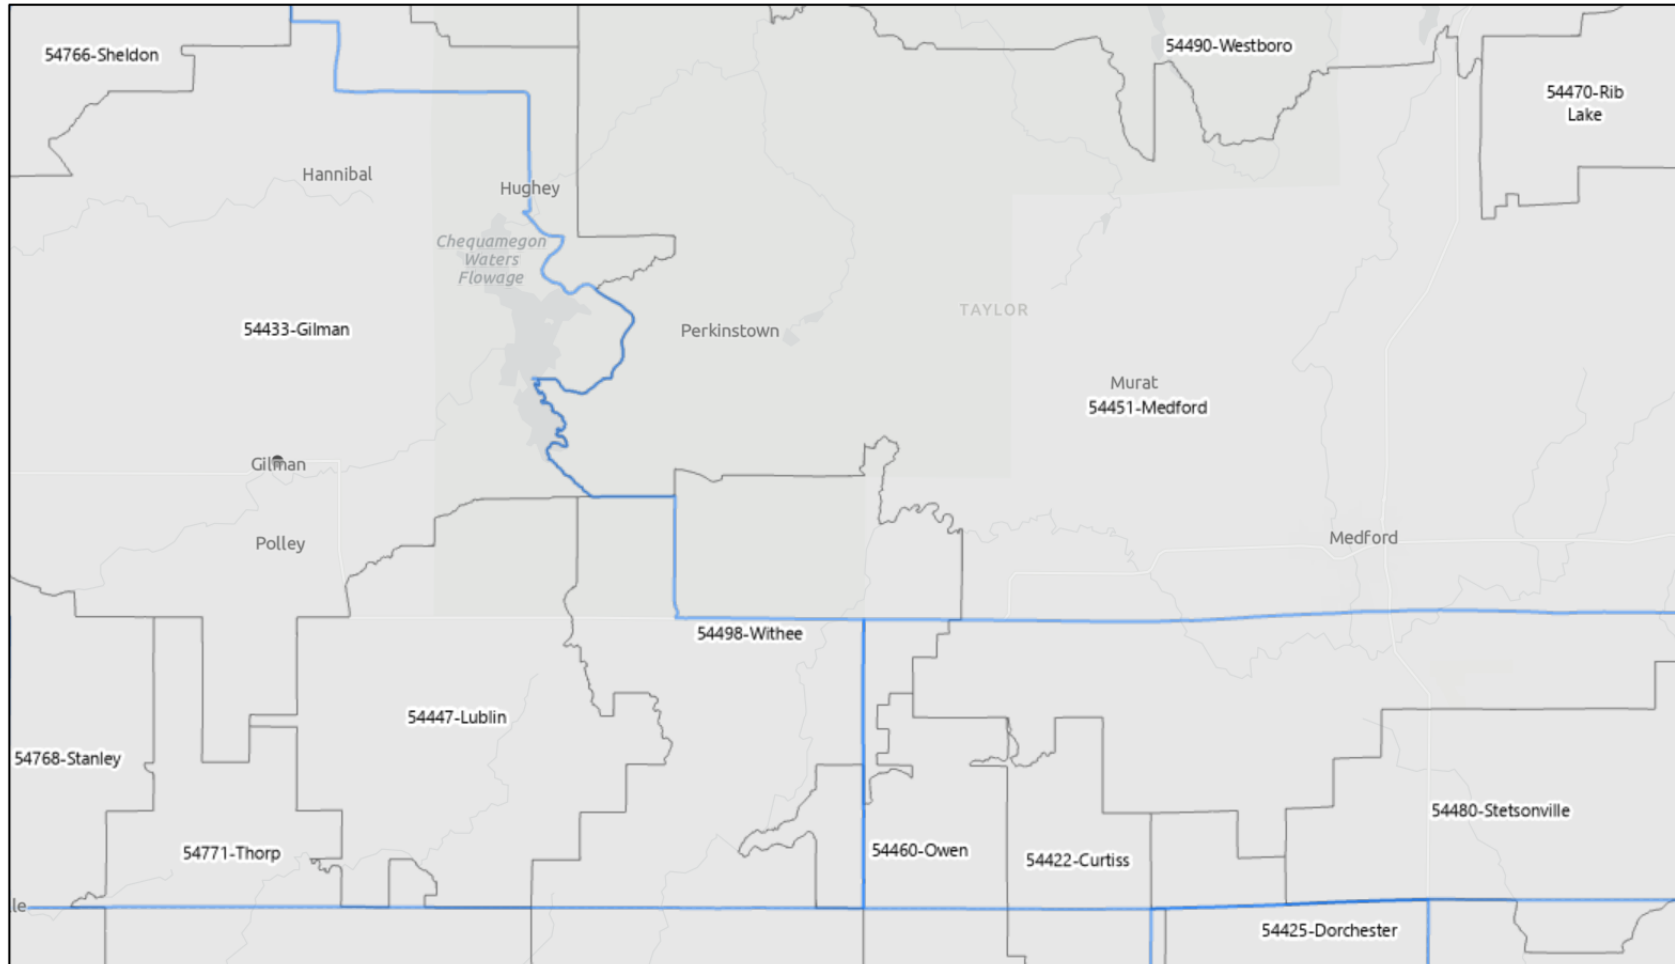 54490-Westboro
54766-Sheldon
54470-Rib
Lake
Hannibal
Hughey
Chequamegon
Waters
Flowage
TAYLOR
54433-Gilman
Perkinstown
Murat
54451-Medford
Gilman
Medford
Polley
54498-Withee
54447-Lublin
54768-Stanley
54480-Stetsonville
54771-Thorp
54460-Owen
54422-Curtiss
le
54425-Dorchester